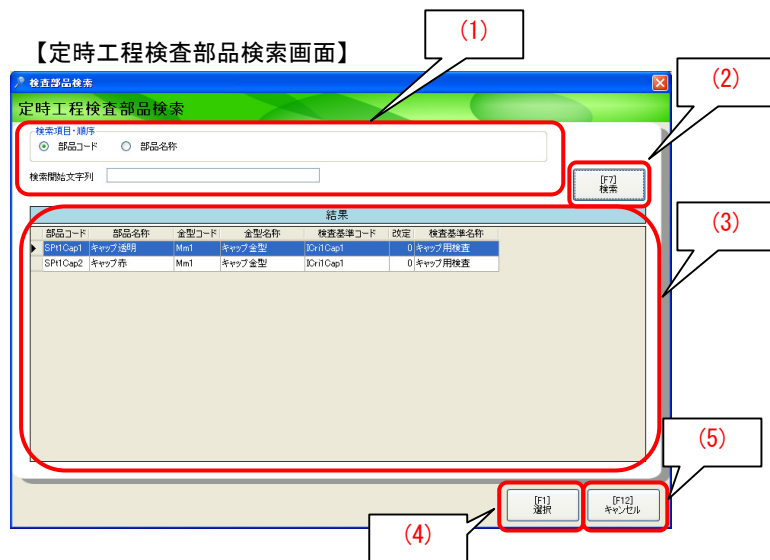 (1)
【定時工程検査部品検索画面】
検査部品検索
(2)
定時工程検査部品検索
検索項目・順序
部品コード 部品名称
検索開始文字列
[F7]
検索
結果
(3)
部品コード 部品名称 金型コード 金型名称 検査基準コード 改定 検査基準名称
SPt1Cap1 キャップ透明 Mm1 キャップ金型 ICri1Cap1 0 キャップ用検査
SPt1Cap2 キャップ赤 Mm1 キャップ金型 ICri1Cap1 0 キャップ用検査
(5)
[F1]
選択
[F12]
キャンセル
(4)